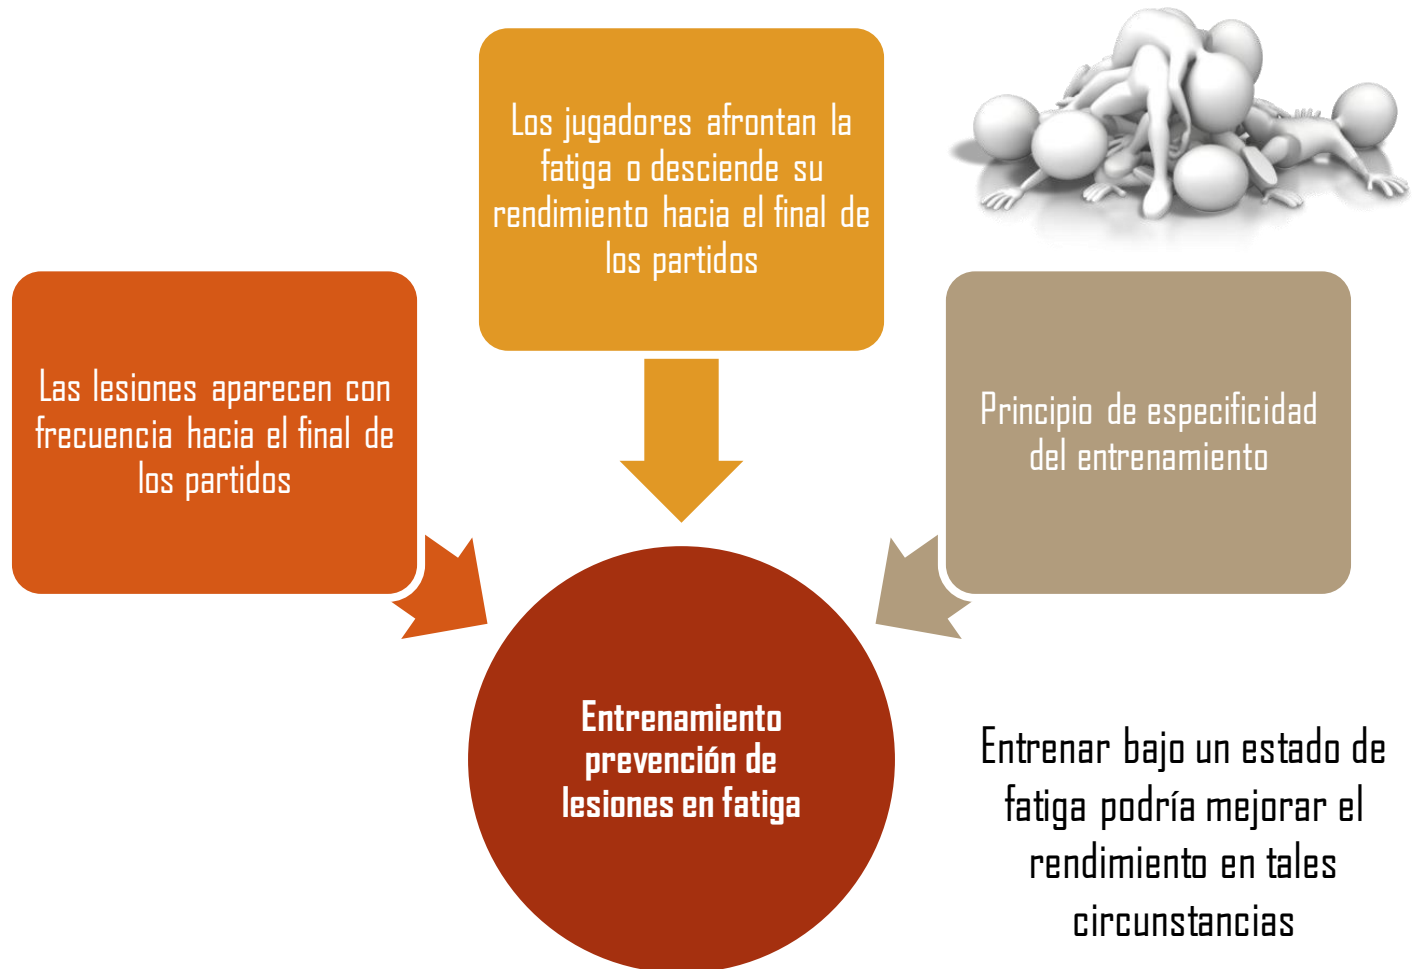 Los jugadores afrontan la
fatiga o desciende su
rendimiento hacia el final de
los partidos
Las lesiones aparecen con
frecuencia hacia el final de
los partidos
Principio de especificidad
del entrenamiento
Entrenamiento
prevención de
lesiones en fatiga
Entrenar bajo un estado de
fatiga podría mejorar el
rendimiento en tales
circunstancias